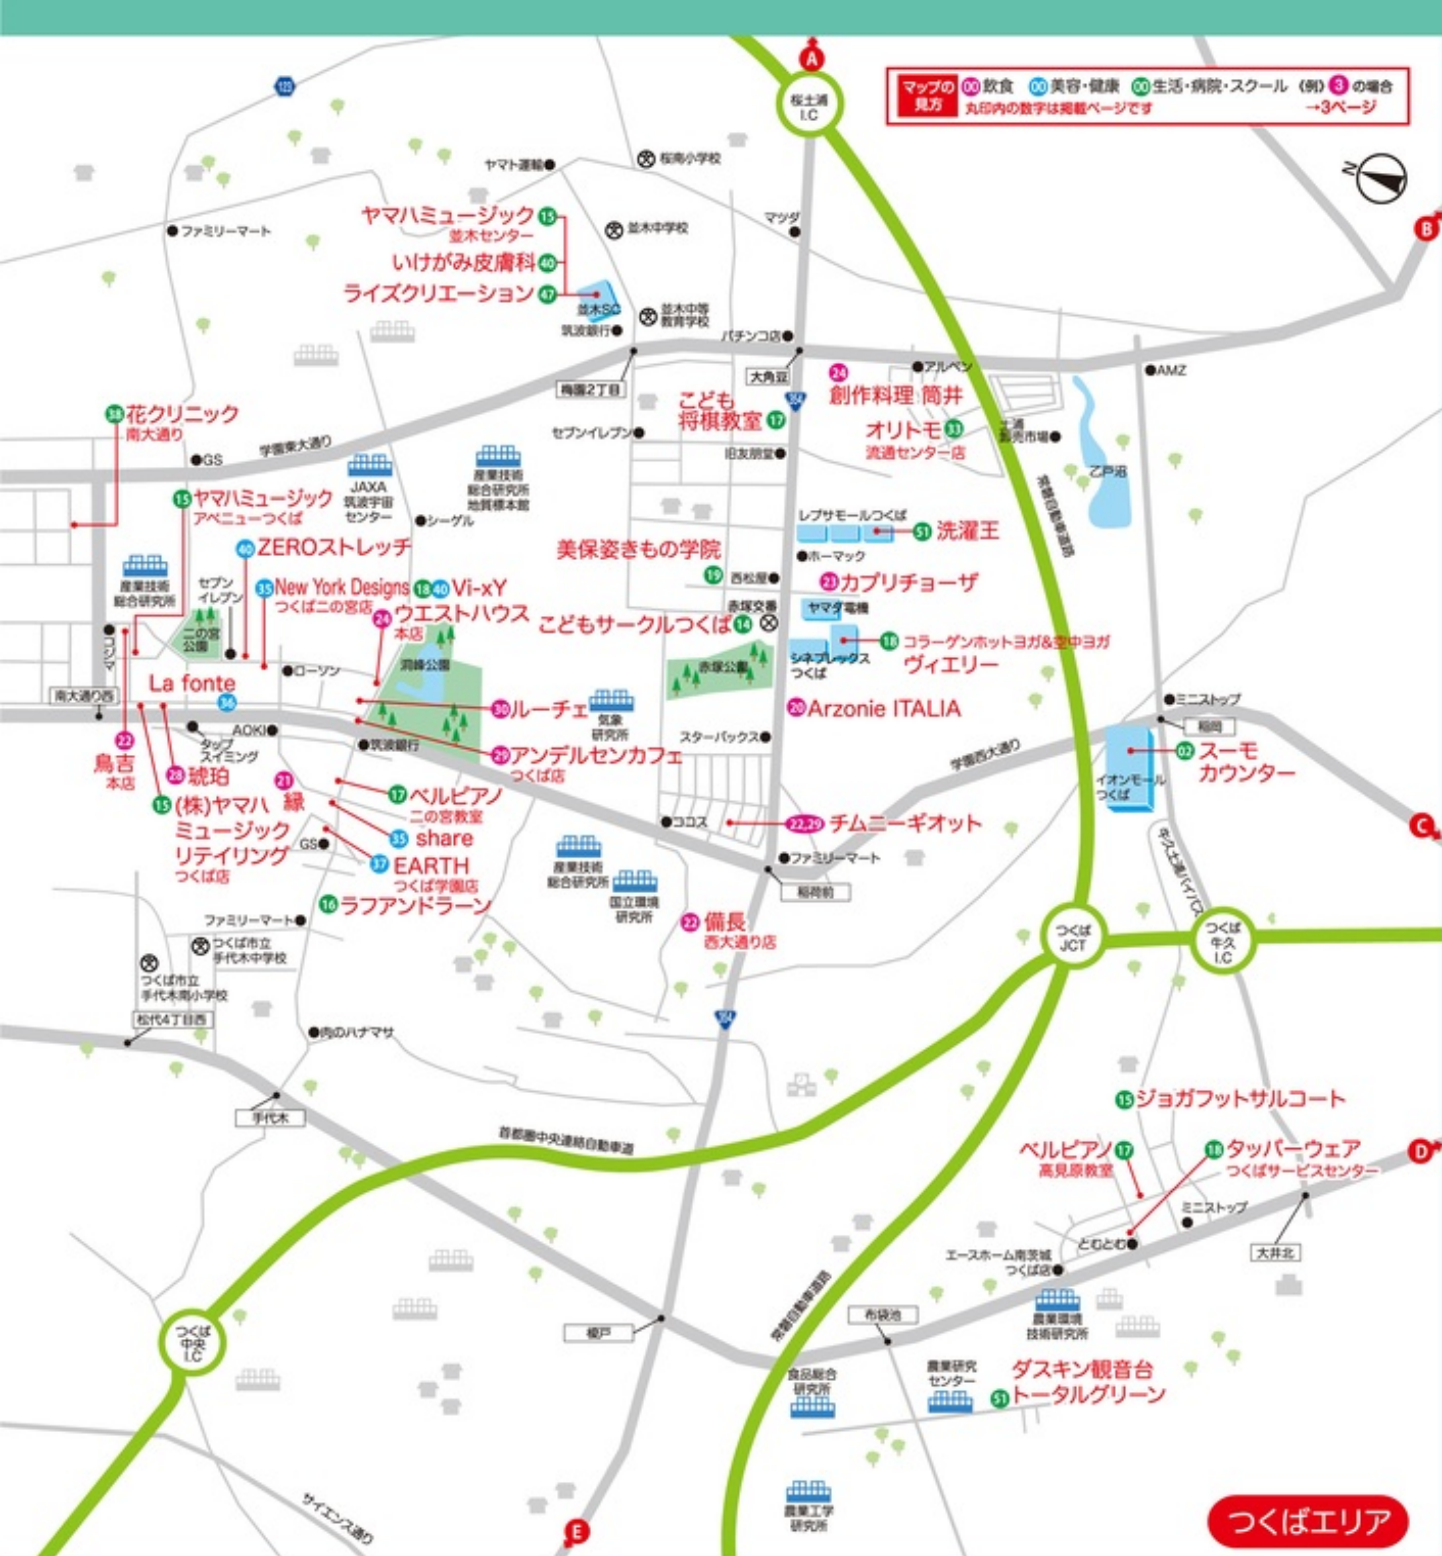 A
桜土浦
I.C
マップの
見方
00 飲食 00 美容・健康 00 生活・病院・スクール (例) 3 の場合
丸印内の数字は掲載ページです →3ページ
N
123
B
ヤマト運輸
桜南小学校
ファミリーマート
ヤマハミュージック 15
並木センター
並木中学校
マツダ
いけがみ皮膚科 40
ライズクリエーション 47
並木SC
筑波銀行
並木中等
教育学校
パチンコ店
梅園2丁目
大角豆
354
24
創作料理 筒井
アルペン
AMZ
こども
将棋教室 17
オリトモ 33
流通センター店
土浦
卸売市場
乙戸沼
38 花クリニック
南大通り
GS
学園東大通り
セブンイレブン
旧友朋堂
JAXA
筑波宇宙
センター
産業技術
総合研究所
地質標本館
シーゲル
15 ヤマハミュージック
アベニューつくば
常磐自動車道路
レプサモールつくば
51 洗濯王
ホーマック
40 ZEROストレッチ
美保姿きもの学院
19
西松屋
23 カプリチョーザ
産業技術
総合研究所
セブン
イレブン
35 New York Designs
つくば二の宮店
18 40 Vi-xY
24 ウエストハウス
本店
ヤマダ電機
赤塚交番
こどもサークルつくば 14
二の宮
公園
コジマ
ローソン
洞峰公園
赤塚公園
シネプレックス
つくば
18 コラーゲンホットヨガ&空中ヨガ
ヴィエリー
La fonte
36
南大通り西
AOKI
タップ
スイミング
筑波銀行
30 ルーチェ
気象
研究所
20 Arzonie ITALIA
スターバックス
ミニストップ
稲岡
29 アンデルセンカフェ
つくば店
学園西大通り
イオンモール
つくば
02 スーモ
カウンター
22
鳥吉
本店
28 琥珀
21
縁
15 (株)ヤマハ
ミュージック
リテイリング
つくば店
17 ベルピアノ
二の宮教室
35 share
GS
37 EARTH
つくば学園店
16 ラフアンドラーン
ココス
22,29 チムニーギオット
C
ファミリーマート
稲荷前
産業技術
総合研究所
国立環境
研究所
22 備長
西大通り店
牛久土浦バイパス
つくば
JCT
つくば
牛久
I.C
ファミリーマート
つくば市立
手代木中学校
つくば市立
手代木南小学校
松代4丁目西
肉のハナマサ
354
手代木
首都圏中央連絡自動車道
15 ジョガフットサルコート
ベルピアノ 17
高見原教室
18 タッパーウェア
つくばサービスセンター
D
ミニストップ
とむとむ
大井北
エースホーム南茨城
つくば店
常磐自動車道路
布袋池
農業環境
技術研究所
つくば
中央
I.C
榎戸
食品総合
研究所
農業研究
センター
ダスキン観音台
51 トータルグリーン
サイエンス通り
E
農業工学
研究所
つくばエリア